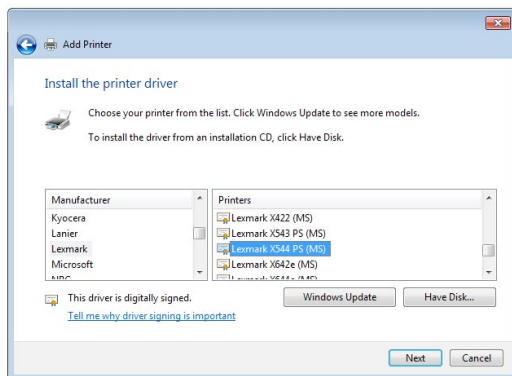 Add Printer
Install the printer driver
Choose your printer from the list. Click Windows Update to see more models.
To install the driver from an installation CD, click Have Disk.
Manufacturer
Kyocera
Lanier
Lexmark
Microsoft
Printers
Lexmark X422 (MS)
Lexmark X543 PS (MS)
Lexmark X544 PS (MS)
Lexmark X642e (MS)
This driver is digitally signed.
Tell me why driver signing is important
Windows Update
Have Disk...
Next
Cancel